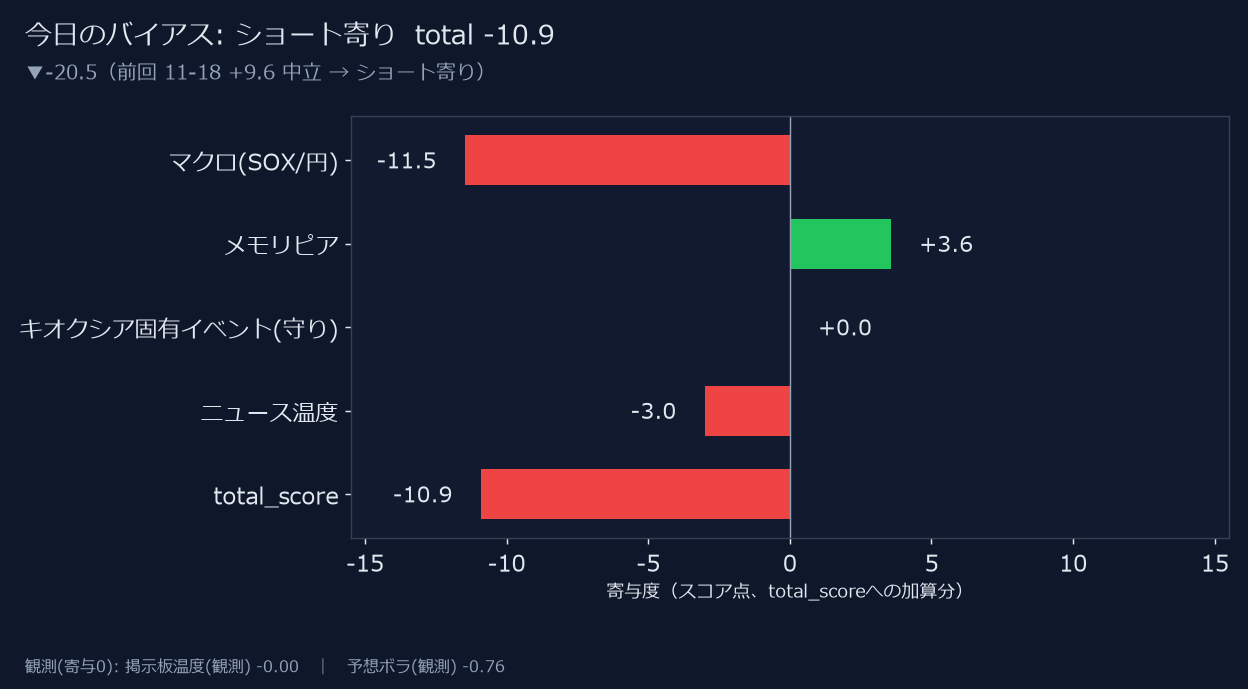 今日のバイアス: ショート寄り  total -10.9
▼-20.5（前回 11-18 +9.6 中立 → ショート寄り）
マクロ(SOX/円)
-11.5
メモリピア
+3.6
キオクシア固有イベント(守り)
+0.0
ニュース温度
-3.0
total_score
-10.9
-15 -10 -5 0 5 10 15
寄与度（スコア点、total_scoreへの加算分）
観測(寄与0): 掲示板温度(観測) -0.00 | 予想ボラ(観測) -0.76